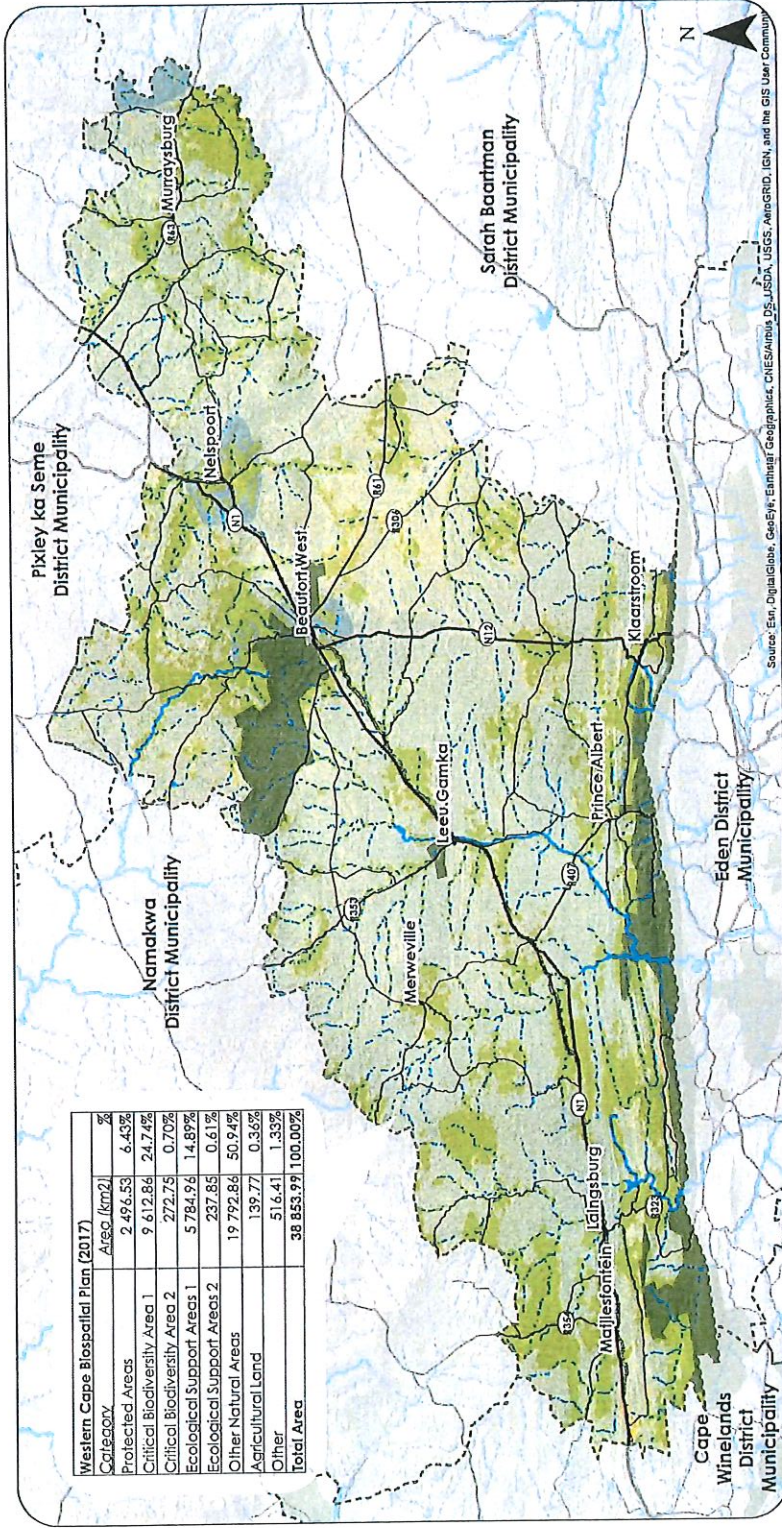 Western Cape Biospatial Plan (2017)
Category Area (km2) %
Protected Areas 2 496.53 6.43%
Critical Biodiversity Area 1 9 612.86 24.74%
Critical Biodiversity Area 2 272.75 0.70%
Ecological Support Areas 1 5 784.96 14.89%
Ecological Support Areas 2 237.85 0.61%
Other Natural Areas 19 792.86 50.94%
Agricultural Land 139.77 0.36%
Other 516.41 1.33%
Total Area 38 853.99 100.00%
Pixley ka Seme
District Municipality
Namakwa
District Municipality
Sarah Baartman
District Municipality
Eden District
Municipality
Cape
Winelands
District
Municipality
Murraysburg
R63
Nelspoort
N1
Beaufort West
R61
R306
N12
Klaarstroom
Leeu Gamka
Prince Albert
R407
R353
Merweville
N1
Laingsburg
R323
Matjiesfontein
R354
N
Source: Esri, DigitalGlobe, GeoEye, Earthstar Geographics, CNES/Airbus DS, USDA, USGS, AeroGRID, IGN, and the GIS User Community